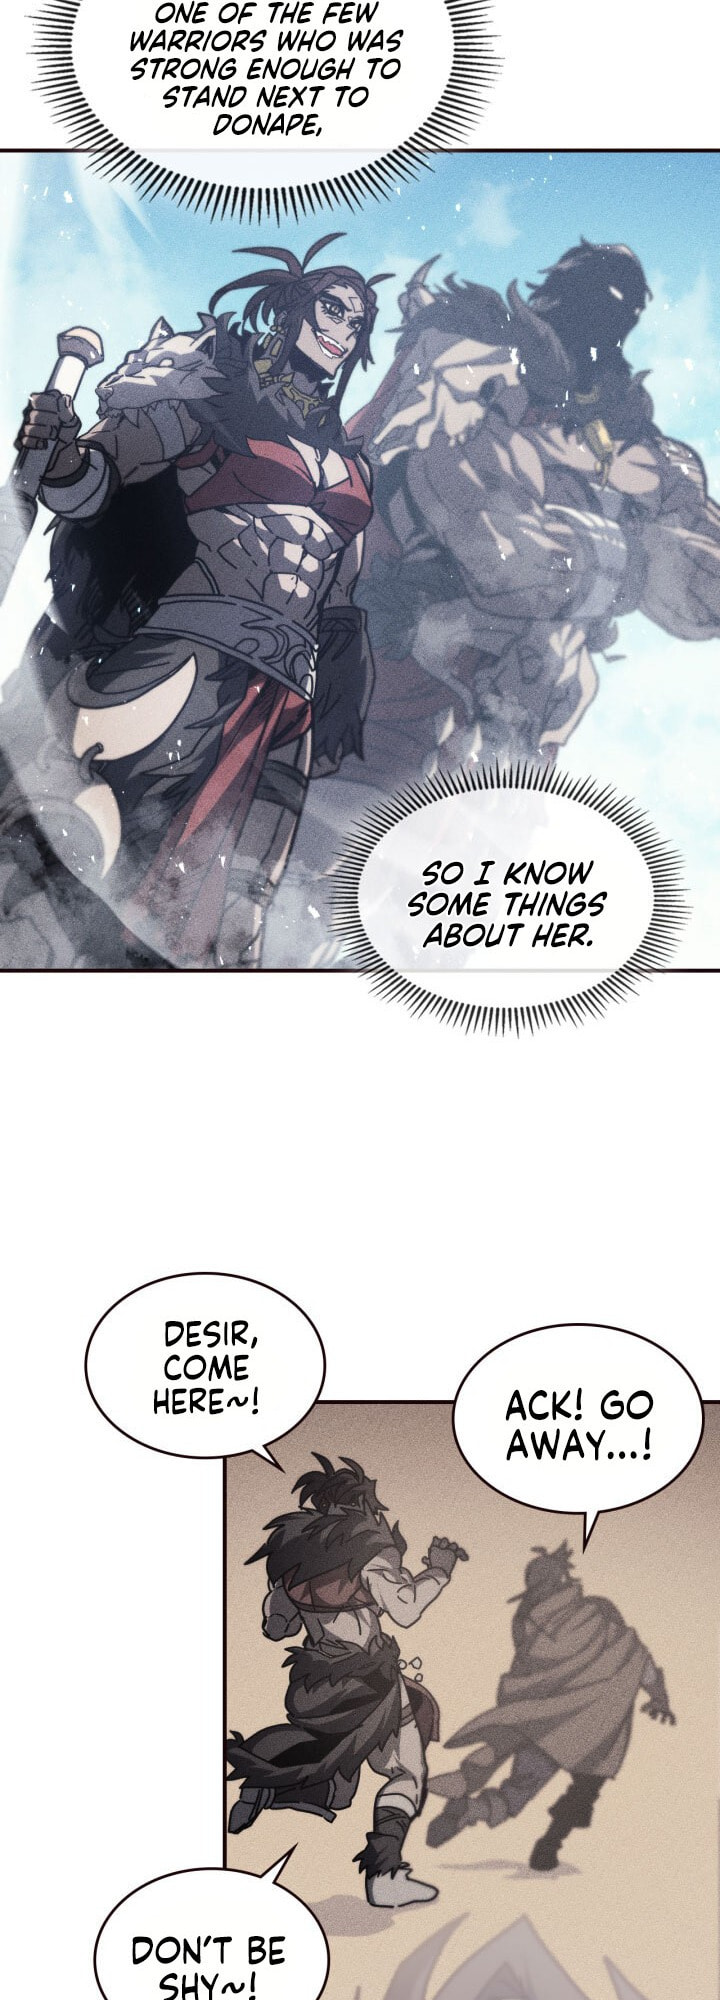 ONE OF THE FEW
WARRIORS WHO WAS
STRONG ENOUGH TO
STAND NEXT TO
DONAPE,
SO I KNOW
SOME THINGS
ABOUT HER.
DESIR,
COME
HERE~!
ACK! GO
AWAY...!
DON'T BE
SHY~!